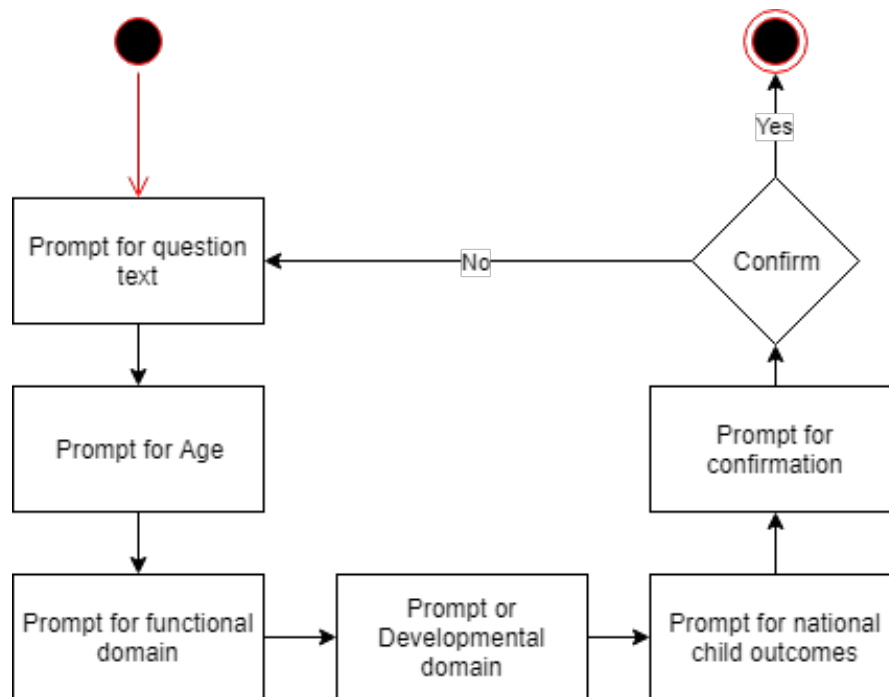 Yes
Prompt for question
text
No
Confirm
Prompt for Age
Prompt for
confirmation
Prompt for functional
domain
Prompt or
Developmental
domain
Prompt for national
child outcomes